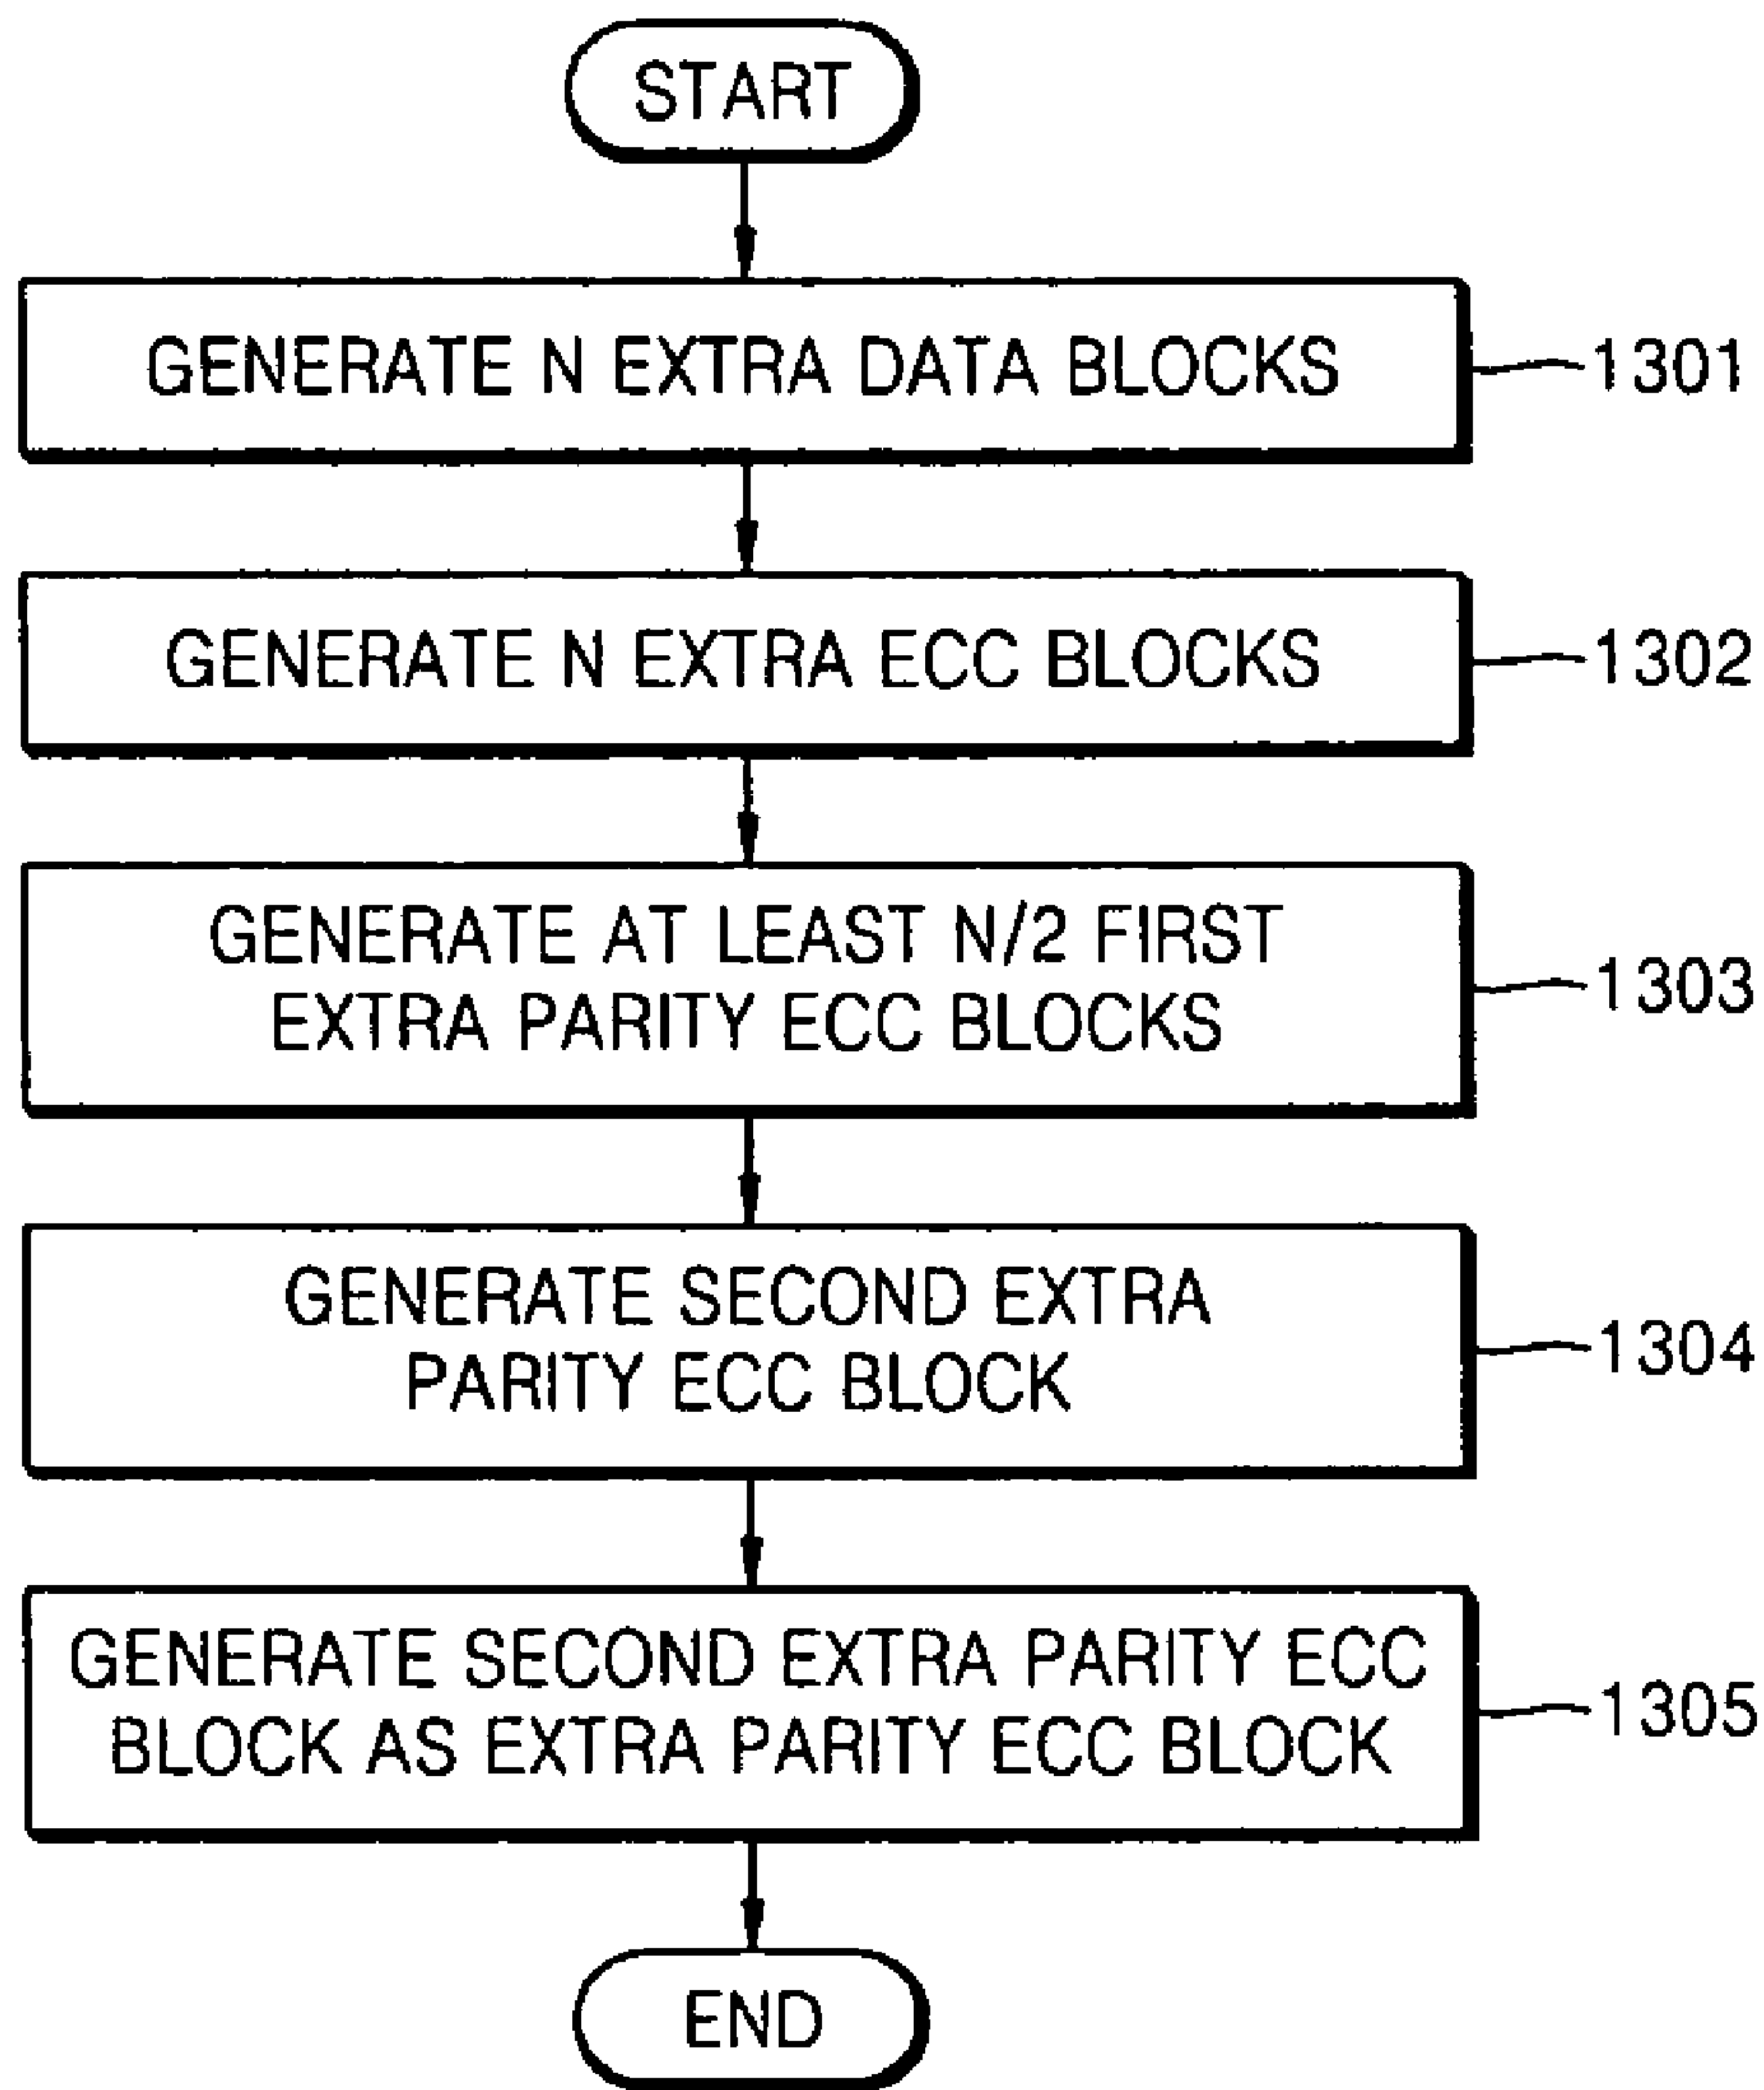 START
GENERATE N EXTRA DATA BLOCKS
1301
GENERATE N EXTRA ECC BLOCKS
1302
GENERATE AT LEAST N/2 FIRST
EXTRA PARITY ECC BLOCKS
1303
GENERATE SECOND EXTRA
PARITY ECC BLOCK
1304
GENERATE SECOND EXTRA PARITY ECC
BLOCK AS EXTRA PARITY ECC BLOCK
1305
END